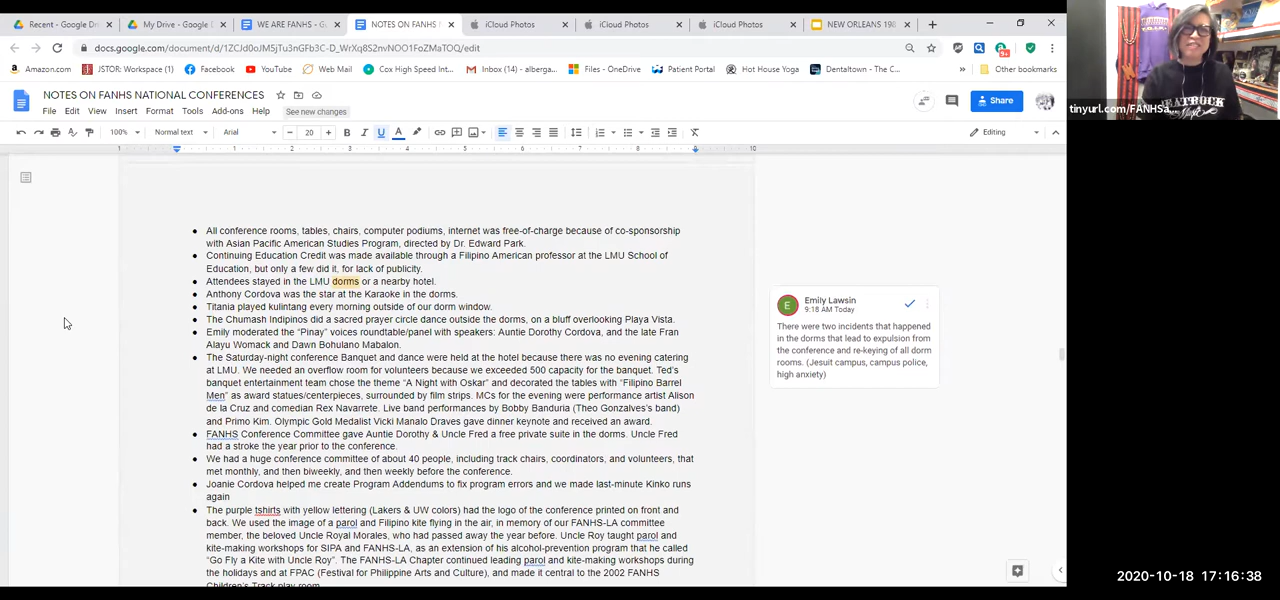 Recent - Google D
My Drive - Google D
WE ARE FANHS - G
NOTES ON FANHS N
iCloud Photos
iCloud Photos
iCloud Photos
NEW ORLEANS 198
docs.google.com/document/d/1ZCJd0oJM5jTu3nGFb3C-D_WrXq8S2nvNOO1FoZMaTOQ/edit
Amazon.com
JSTOR: Workspace (1)
Facebook
YouTube
Web Mail
Cox High Speed Int...
Inbox (14) - alberga...
Files - OneDrive
Patient Portal
Hot House Yoga
Dentaltown - The C...
Other bookmarks
NOTES ON FANHS NATIONAL CONFERENCES
File Edit View Insert Format Tools Add-ons Help See new changes
Share
100% Normal text Arial 20 B I U A Editing
1 1 2 3 4 5 6 7 8 9 10
All conference rooms, tables, chairs, computer podiums, internet was free-of-charge because of co-sponsorship
with Asian Pacific American Studies Program, directed by Dr. Edward Park.
Continuing Education Credit was made available through a Filipino American professor at the LMU School of
Education, but only a few did it, for lack of publicity.
Attendees stayed in the LMU dorms or a nearby hotel.
Anthony Cordova was the star at the Karaoke in the dorms.
Titania played kulintang every morning outside of our dorm window.
The Chumash Indipinos did a sacred prayer circle dance outside the dorms, on a bluff overlooking Playa Vista.
Emily moderated the "Pinay" voices roundtable/panel with speakers: Auntie Dorothy Cordova, and the late Fran
Alayu Womack and Dawn Bohulano Mabalon.
The Saturday-night conference Banquet and dance were held at the hotel because there was no evening catering
at LMU. We needed an overflow room for volunteers because we exceeded 500 capacity for the banquet. Ted's
banquet entertainment team chose the theme "A Night with Oskar" and decorated the tables with "Filipino Barrel
Men" as award statues/centerpieces, surrounded by film strips. MCs for the evening were performance artist Alison
de la Cruz and comedian Rex Navarrete. Live band performances by Bobby Banduria (Theo Gonzalves's band)
and Primo Kim. Olympic Gold Medalist Vicki Manalo Draves gave dinner keynote and received an award.
FANHS Conference Committee gave Auntie Dorothy & Uncle Fred a free private suite in the dorms. Uncle Fred
had a stroke the year prior to the conference.
We had a huge conference committee of about 40 people, including track chairs, coordinators, and volunteers, that
met monthly, and then biweekly, and then weekly before the conference.
Joanie Cordova helped me create Program Addendums to fix program errors and we made last-minute Kinko runs
again
The purple tshirts with yellow lettering (Lakers & UW colors) had the logo of the conference printed on front and
back. We used the image of a parol and Filipino kite flying in the air, in memory of our FANHS-LA committee
member, the beloved Uncle Royal Morales, who had passed away the year before. Uncle Roy taught parol and
kite-making workshops for SIPA and FANHS-LA, as an extension of his alcohol-prevention program that he called
"Go Fly a Kite with Uncle Roy". The FANHS-LA Chapter continued leading parol and kite-making workshops during
the holidays and at FPAC (Festival for Philippine Arts and Culture), and made it central to the 2002 FANHS
Children's Track play room.
E
Emily Lawsin
9:18 AM Today
There were two incidents that happened
in the dorms that lead to expulsion from
the conference and re-keying of all dorm
rooms. (Jesuit campus, campus police,
high anxiety)
tinyurl.com/FANHSa...
2020-10-18 17:16:38